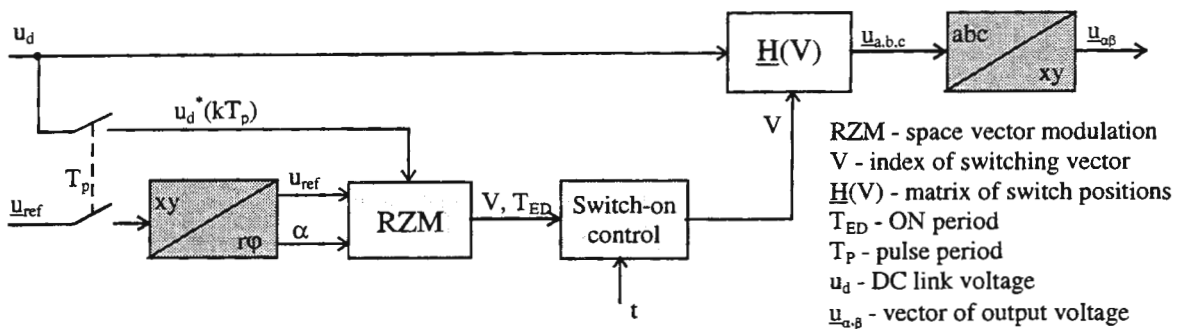 u_d
H(V)
u_a,b,c
abc
xy
u_αβ
u_d*(kT_p)
V
T_p
u_ref
xy
rφ
u_ref
α
RZM
V, T_ED
Switch-on
control
t
RZM - space vector modulation
V - index of switching vector
H(V) - matrix of switch positions
T_ED - ON period
T_P - pulse period
u_d - DC link voltage
u_α,β - vector of output voltage